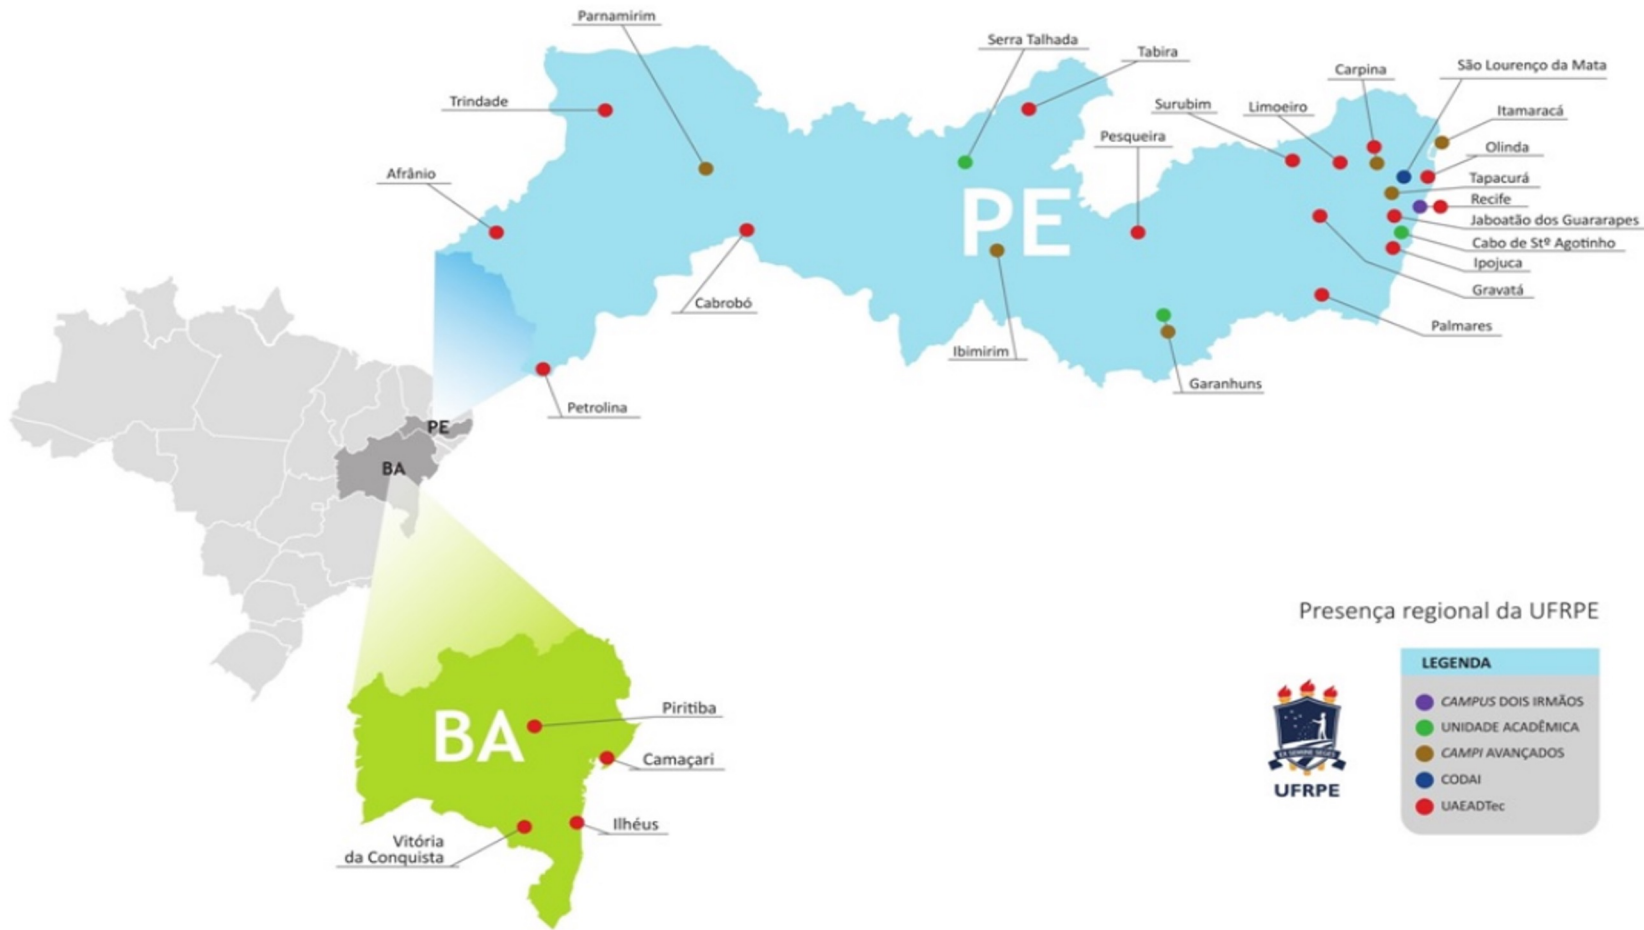 Parnamirim
Serra Talhada
Tabira
São Lourenço da Mata
Carpina
Trindade
Surubim
Limoeiro
Itamaracá
Pesqueira
Olinda
Afrânio
Tapacurá
Recife
PE
Jaboatão dos Guararapes
Cabo de Stº Agotinho
Ipojuca
Gravatá
Cabrobó
Palmares
Ibimirim
Garanhuns
Petrolina
PE
BA
Presença regional da UFRPE
LEGENDA
CAMPUS DOIS IRMÃOS
UNIDADE ACADÊMICA
CAMPI AVANÇADOS
CODAI
UAEADTec
EX SEMINE SEGES
UFRPE
Piritiba
BA
Camaçari
Ilhéus
Vitória
da Conquista